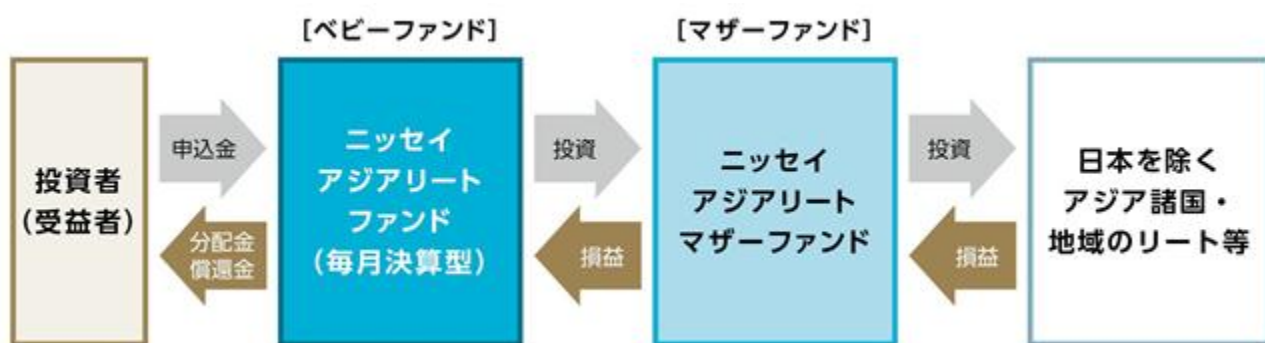 [ベビーファンド]
[マザーファンド]
投資者
(受益者)
申込金
分配金
償還金
ニッセイ
アジアリート
ファンド
(毎月決算型)
投資
損益
ニッセイ
アジアリート
マザーファンド
投資
損益
日本を除く
アジア諸国・
地域のリート等